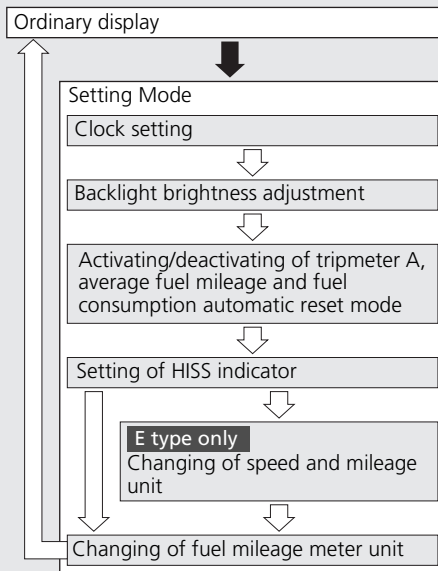 Ordinary display
Setting Mode
Clock setting
Backlight brightness adjustment
Activating/deactivating of tripmeter A,
average fuel mileage and fuel
consumption automatic reset mode
Setting of HISS indicator
E type only
Changing of speed and mileage
unit
Changing of fuel mileage meter unit